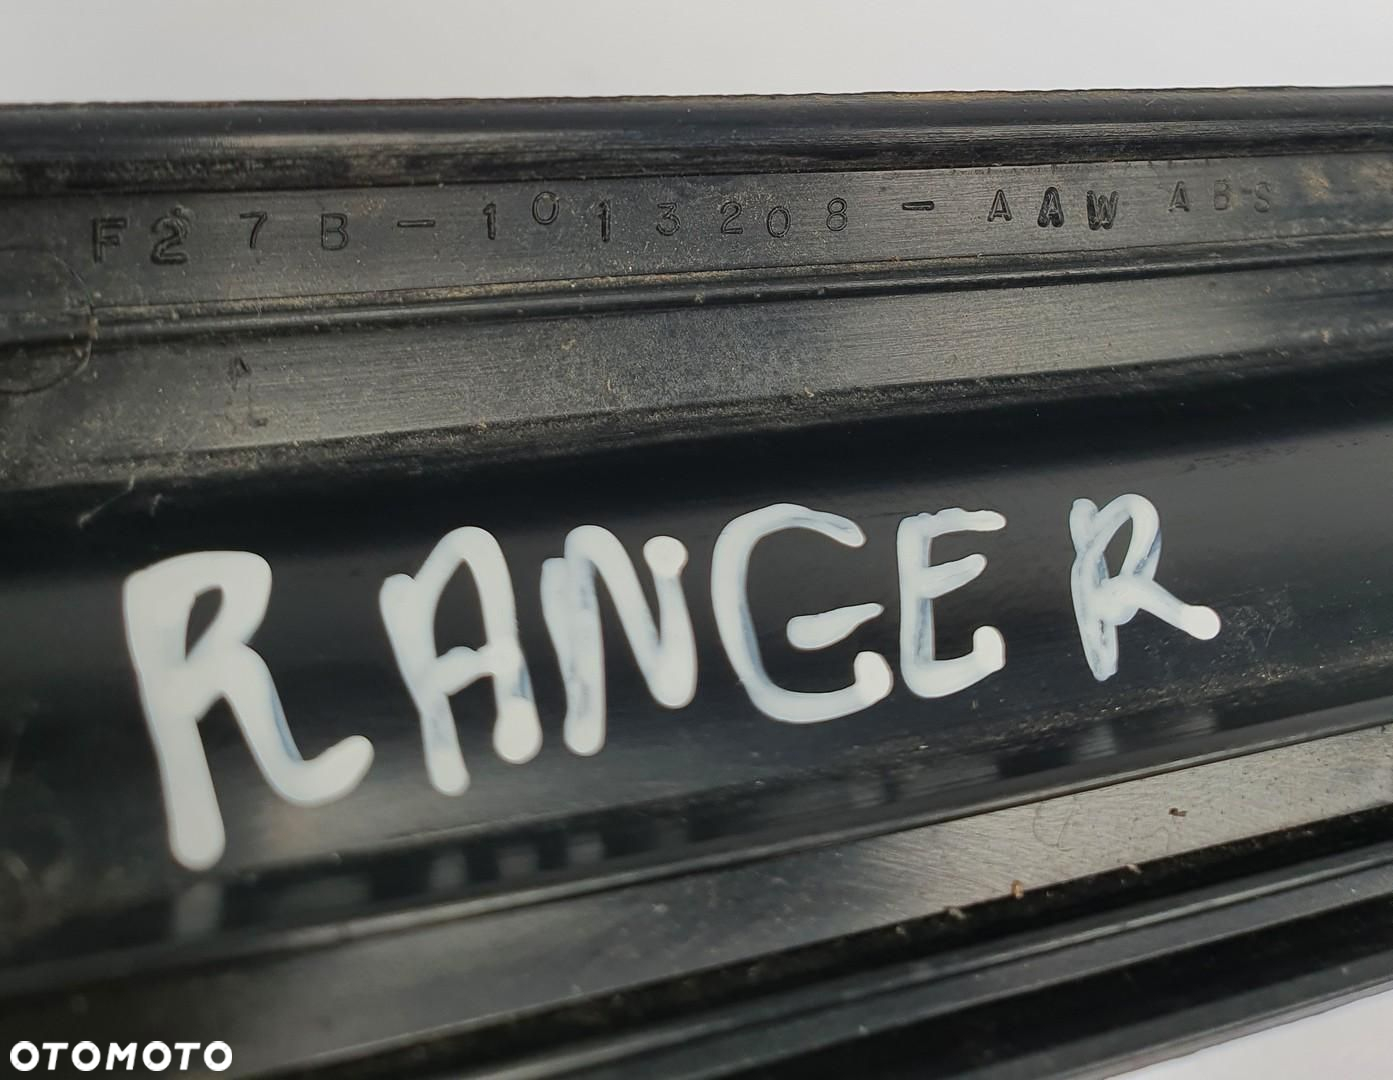 F27B-1013208-AAW ABS
RANGER
OTOMOTO